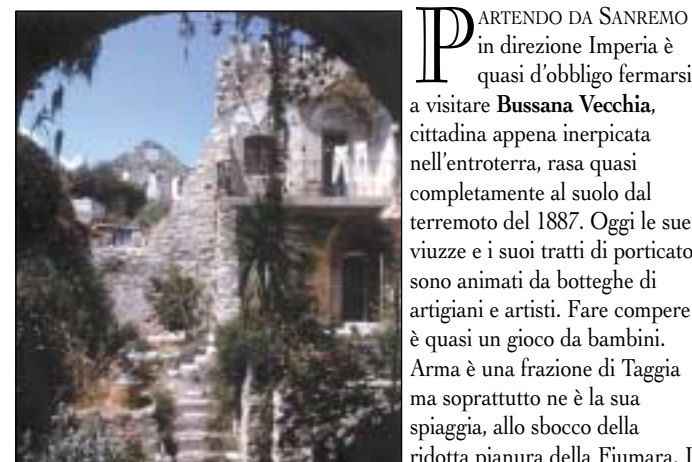 PARTENDO DA SANREMO
in direzione Imperia è
quasi d'obbligo fermarsi
a visitare Bussana Vecchia,
cittadina appena inerpicata
nell'entroterra, rasa quasi
completamente al suolo dal
terremoto del 1887. Oggi le sue
viuzze e i suoi tratti di porticato
sono animati da botteghe di
artigiani e artisti. Fare compere
è quasi un gioco da bambini.
Arma è una frazione di Taggia
ma soprattutto ne è la sua
spiaggia, allo sbocco della
ridotta pianura della Fiumara. I